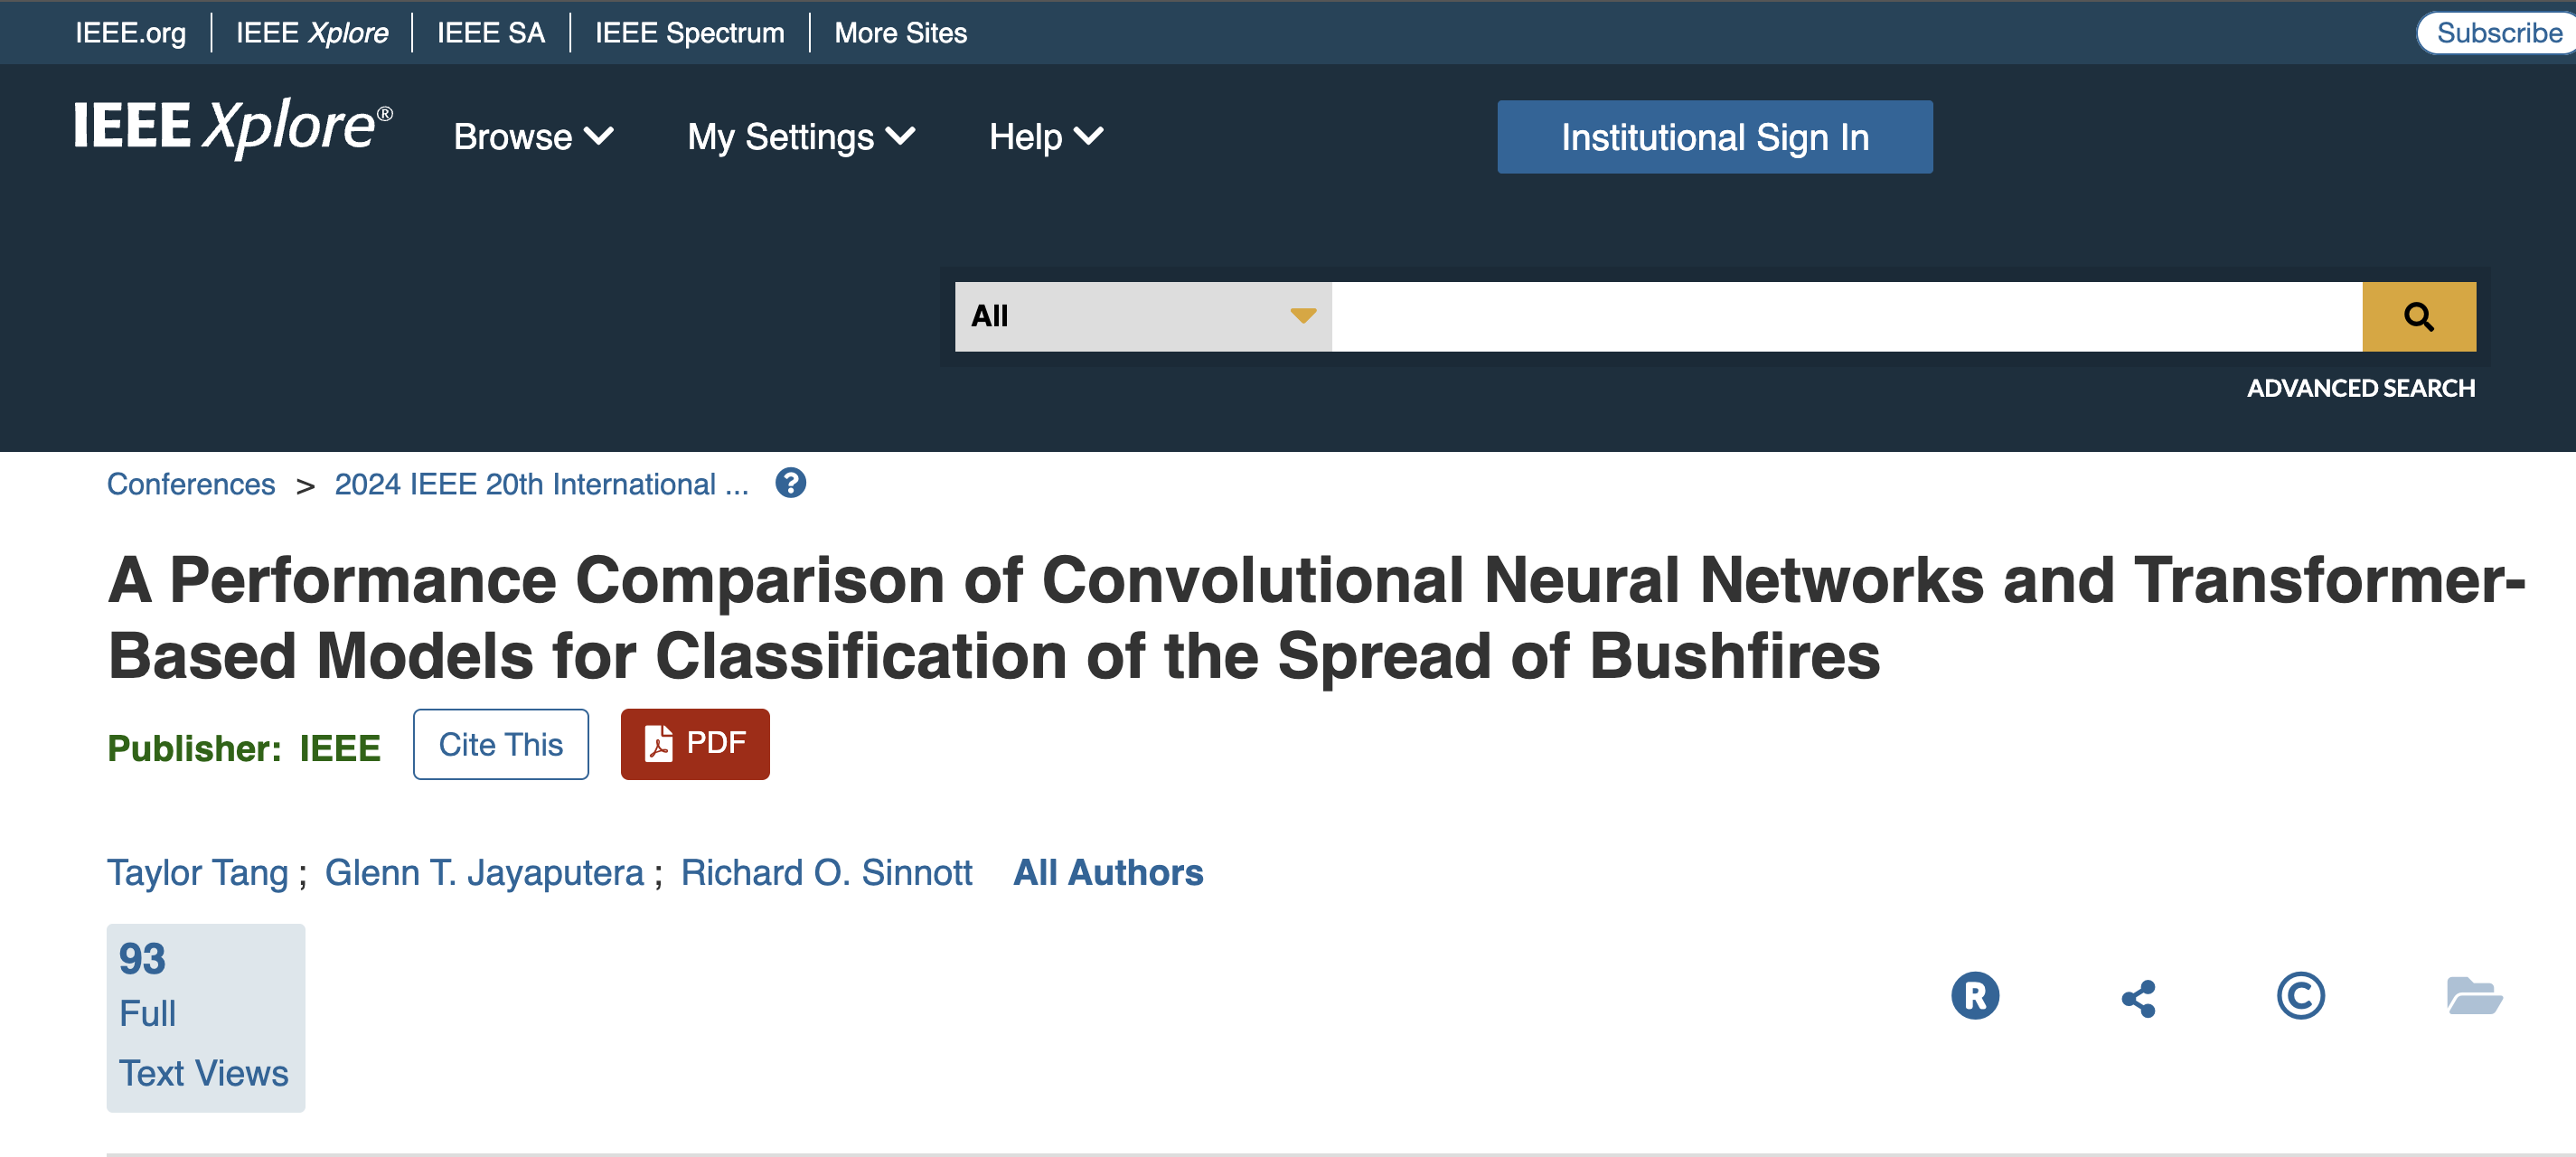 IEEE.org | IEEE Xplore | IEEE SA | IEEE Spectrum | More Sites Subscribe
IEEE Xplore® Browse My Settings Help Institutional Sign In
All
ADVANCED SEARCH
Conferences > 2024 IEEE 20th International ... ?
A Performance Comparison of Convolutional Neural Networks and Transformer-
Based Models for Classification of the Spread of Bushfires
Publisher: IEEE Cite This PDF
Taylor Tang ; Glenn T. Jayaputera ; Richard O. Sinnott All Authors
93
Full
Text Views
R ©